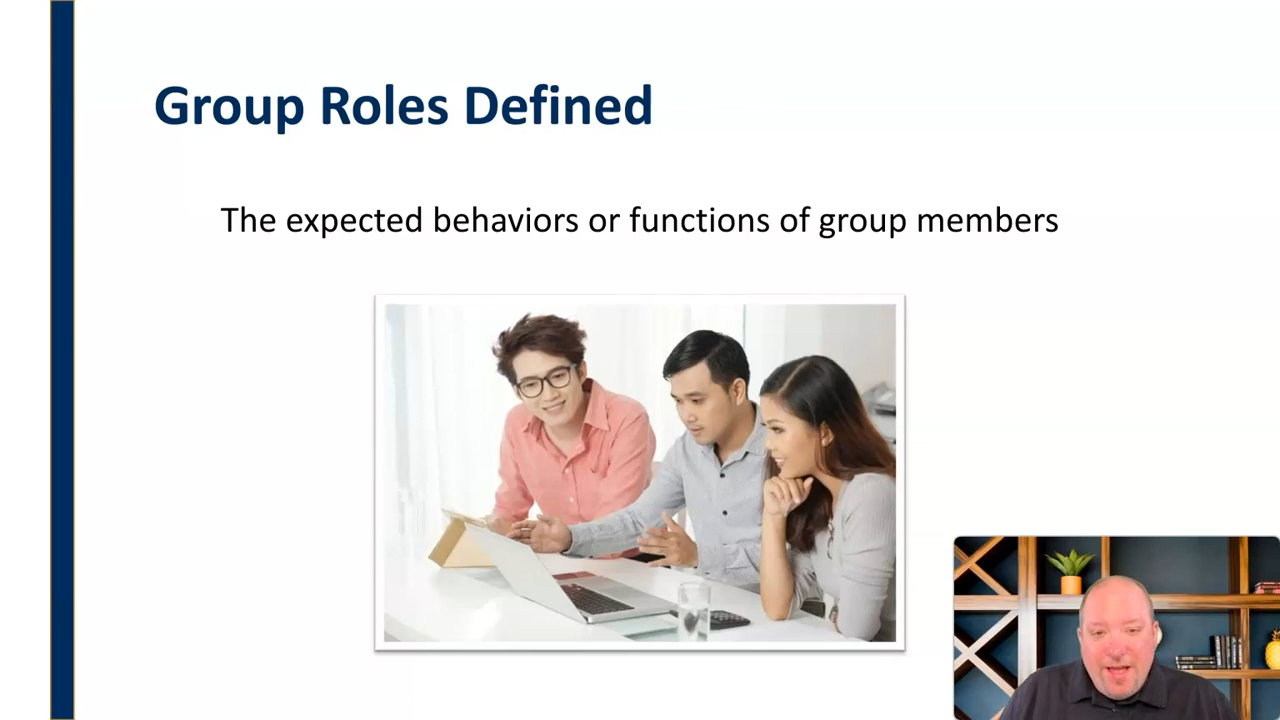 Group Roles Defined
The expected behaviors or functions of group members